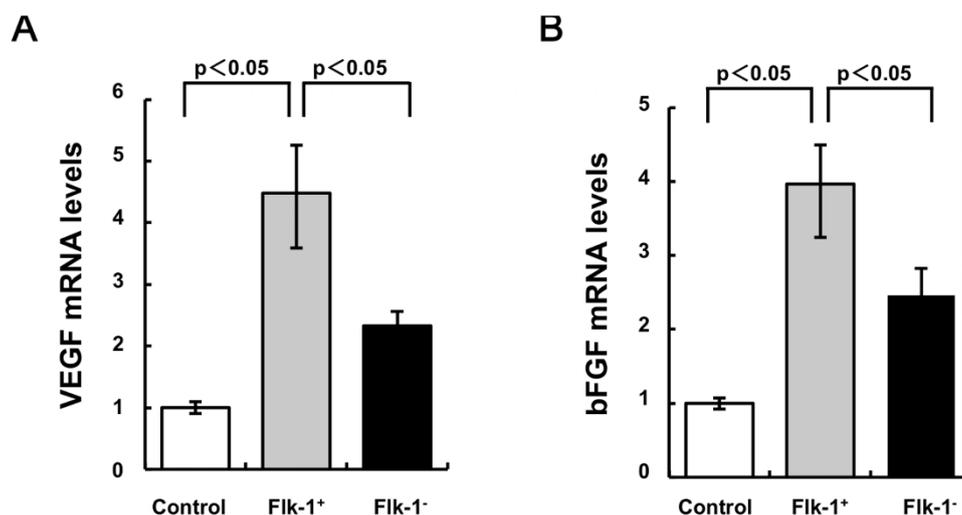 A
p<0.05 p<0.05
VEGF mRNA levels
6
5
4
3
2
1
0
Control Flk-1⁺ Flk-1⁻
B
p<0.05 p<0.05
bFGF mRNA levels
5
4
3
2
1
0
Control Flk-1⁺ Flk-1⁻